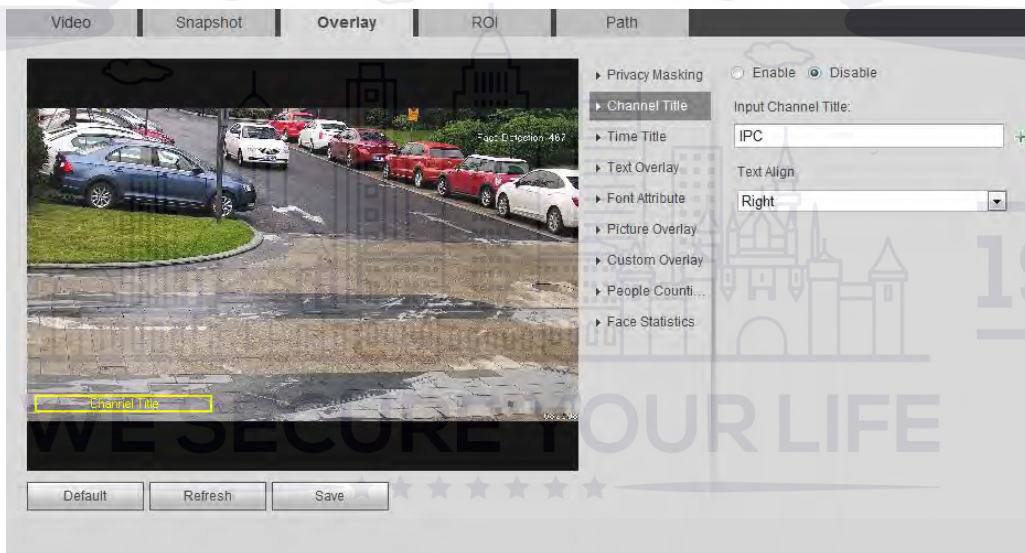 Video Snapshot Overlay ROI Path
Privacy Masking
Enable Disable
Channel Title
Input Channel Title:
Time Title
IPC
Face Detection 467
Text Overlay
Text Align
Font Attribute
Right
Picture Overlay
Custom Overlay
People Counti...
Face Statistics
Channel Title
WE SECURE YOUR LIFE
Default Refresh Save